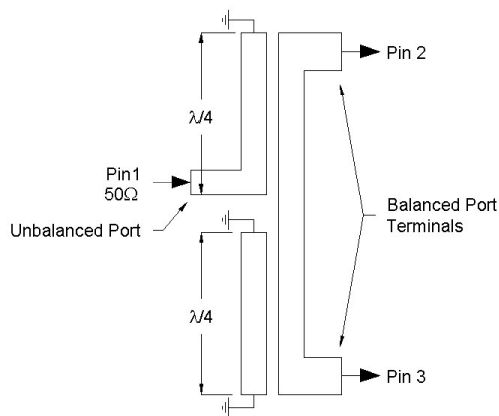 Pin 2
λ/4
Pin1
50Ω
Unbalanced Port
Balanced Port
Terminals
λ/4
Pin 3